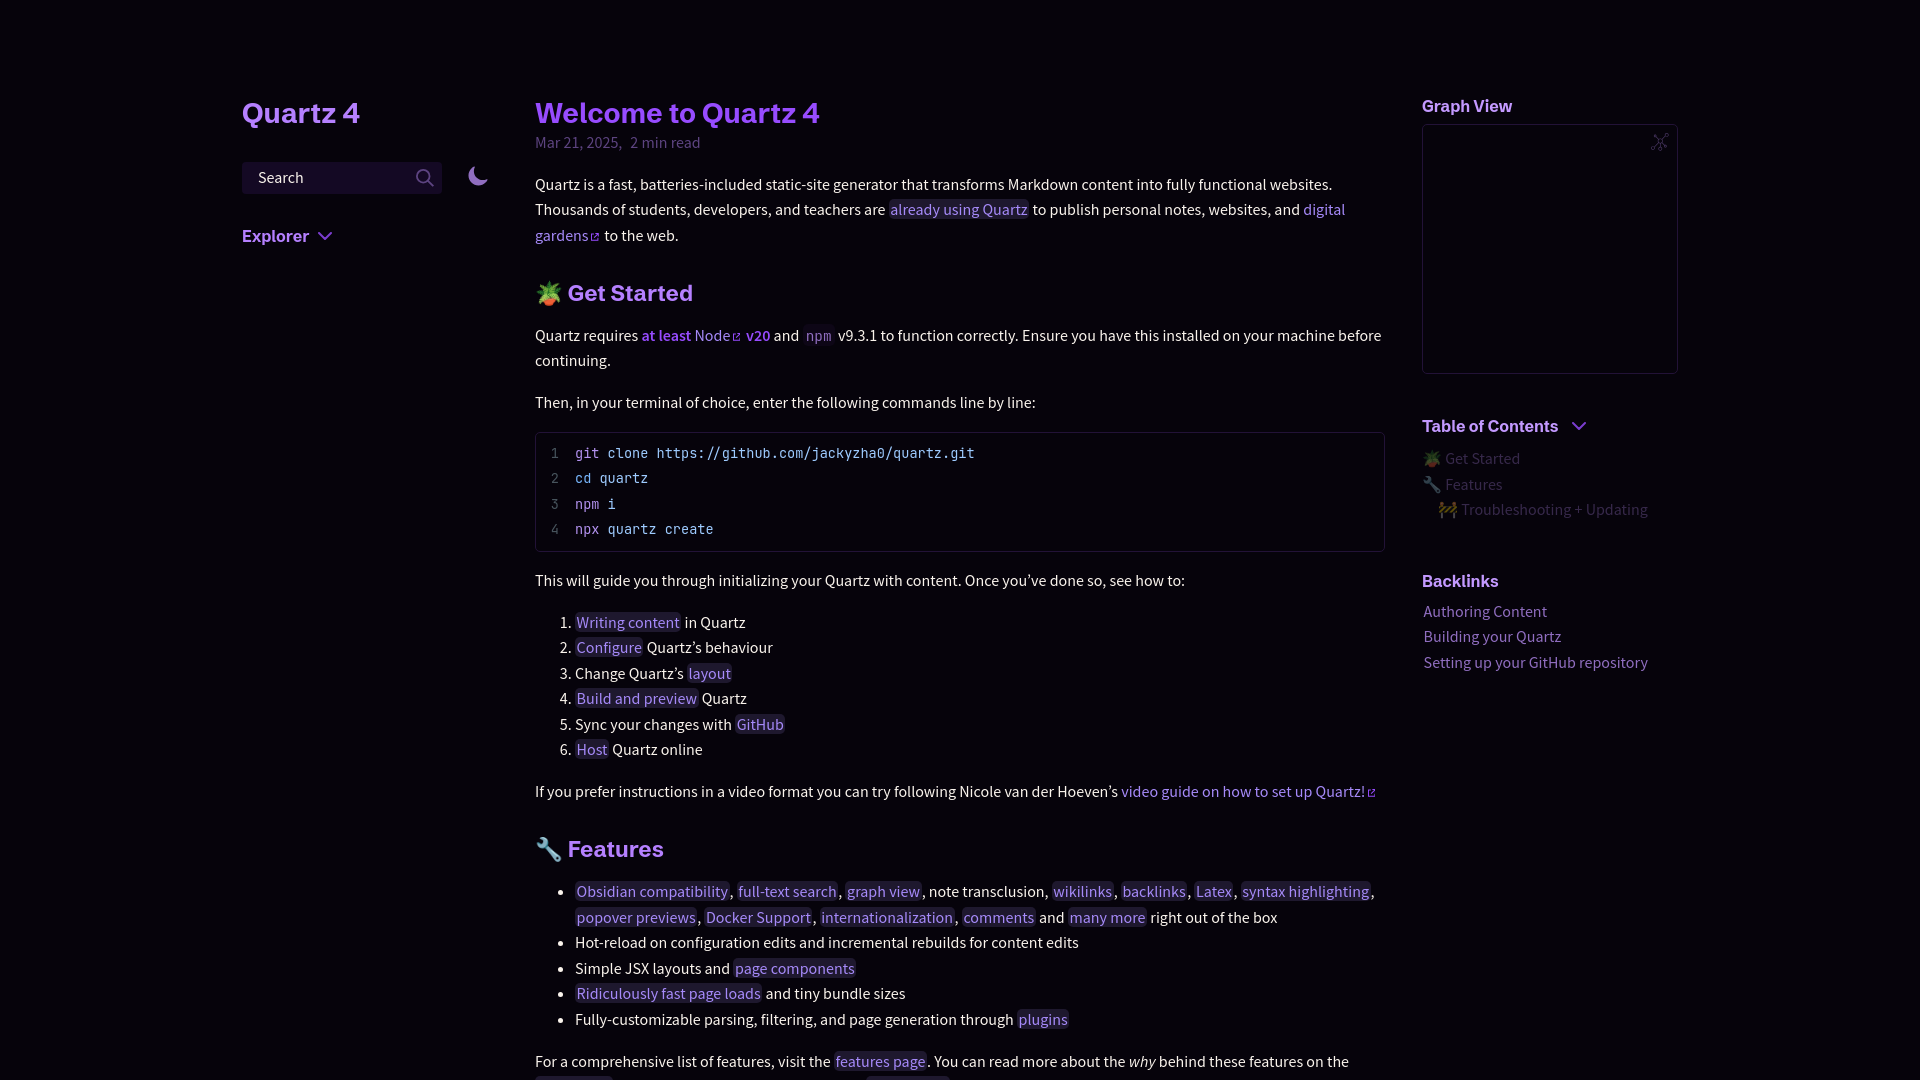 Quartz 4
Search
Explorer
Welcome to Quartz 4
Mar 21, 2025, 2 min read
Quartz is a fast, batteries-included static-site generator that transforms Markdown content into fully functional websites.
Thousands of students, developers, and teachers are already using Quartz to publish personal notes, websites, and digital
gardens to the web.
🪴 Get Started
Quartz requires at least Node v20 and npm v9.3.1 to function correctly. Ensure you have this installed on your machine before
continuing.
Then, in your terminal of choice, enter the following commands line by line:
1 git clone https://github.com/jackyzha0/quartz.git
2 cd quartz
3 npm i
4 npx quartz create
This will guide you through initializing your Quartz with content. Once you’ve done so, see how to:
1. Writing content in Quartz
2. Configure Quartz’s behaviour
3. Change Quartz’s layout
4. Build and preview Quartz
5. Sync your changes with GitHub
6. Host Quartz online
If you prefer instructions in a video format you can try following Nicole van der Hoeven’s video guide on how to set up Quartz!
🔧 Features
• Obsidian compatibility, full-text search, graph view, note transclusion, wikilinks, backlinks, Latex, syntax highlighting,
popover previews, Docker Support, internationalization, comments and many more right out of the box
• Hot-reload on configuration edits and incremental rebuilds for content edits
• Simple JSX layouts and page components
• Ridiculously fast page loads and tiny bundle sizes
• Fully-customizable parsing, filtering, and page generation through plugins
For a comprehensive list of features, visit the features page. You can read more about the why behind these features on the
Graph View
Table of Contents
🪴 Get Started
🔧 Features
🚧 Troubleshooting + Updating
Backlinks
Authoring Content
Building your Quartz
Setting up your GitHub repository